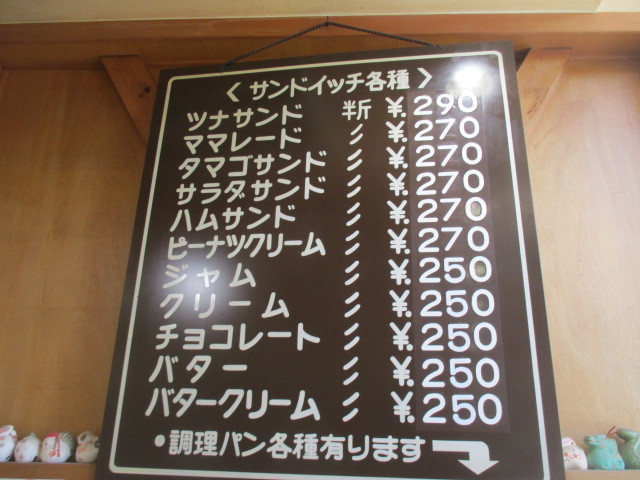 〈 サンドイッチ各種 〉
ツナサンド 半斤 ¥.290
ママレード 〃 ¥.270
タマゴサンド 〃 ¥.270
サラダサンド 〃 ¥.270
ハムサンド 〃 ¥.270
ピーナツクリーム 〃 ¥.270
ジャム 〃 ¥.250
クリーム 〃 ¥.250
チョコレート 〃 ¥.250
バター 〃 ¥.250
バタークリーム 〃 ¥.250
•調理パン各種有ります